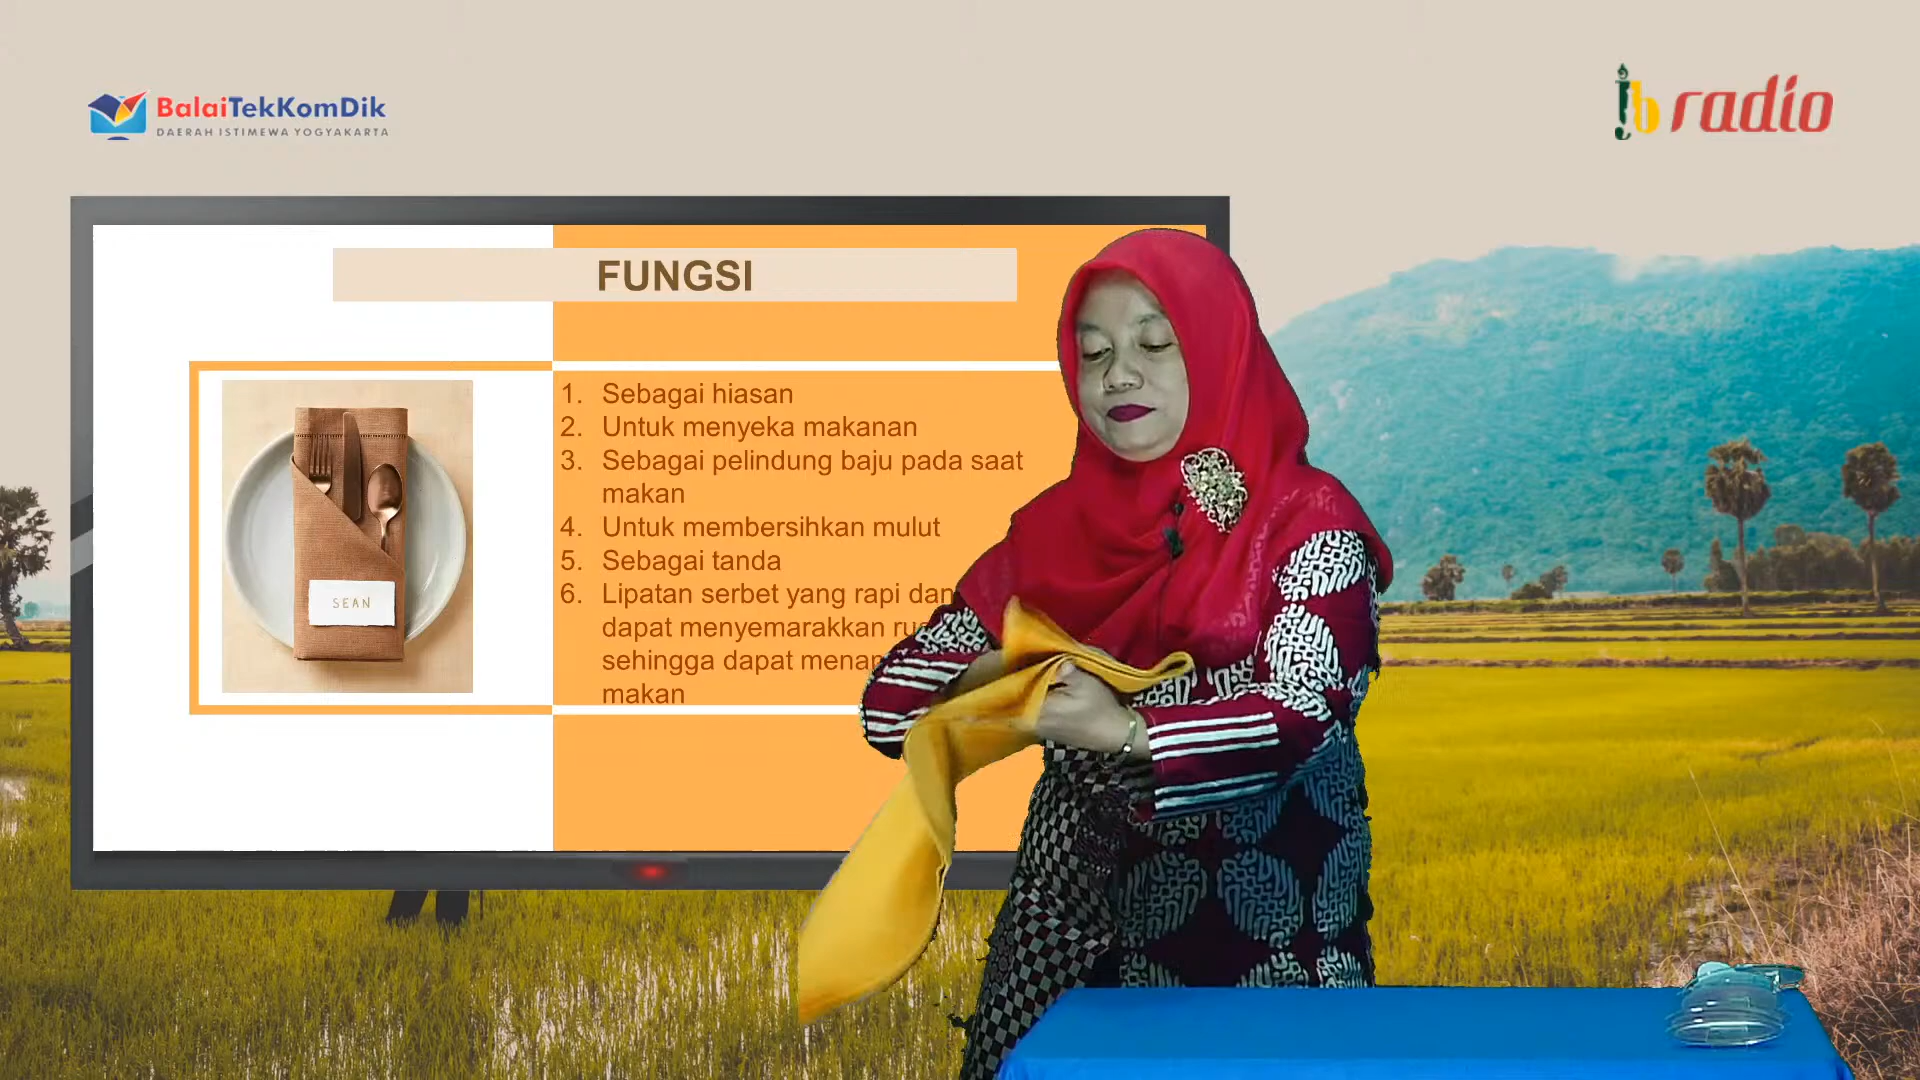 BalaiTekKomDik
DAERAH ISTIMEWA YOGYAKARTA
jb radio
FUNGSI
1. Sebagai hiasan
2. Untuk menyeka makanan
3. Sebagai pelindung baju pada saat
makan
4. Untuk membersihkan mulut
5. Sebagai tanda
6. Lipatan serbet yang rapi dan
dapat menyemarakkan
sehingga dapat
makan
SEAN